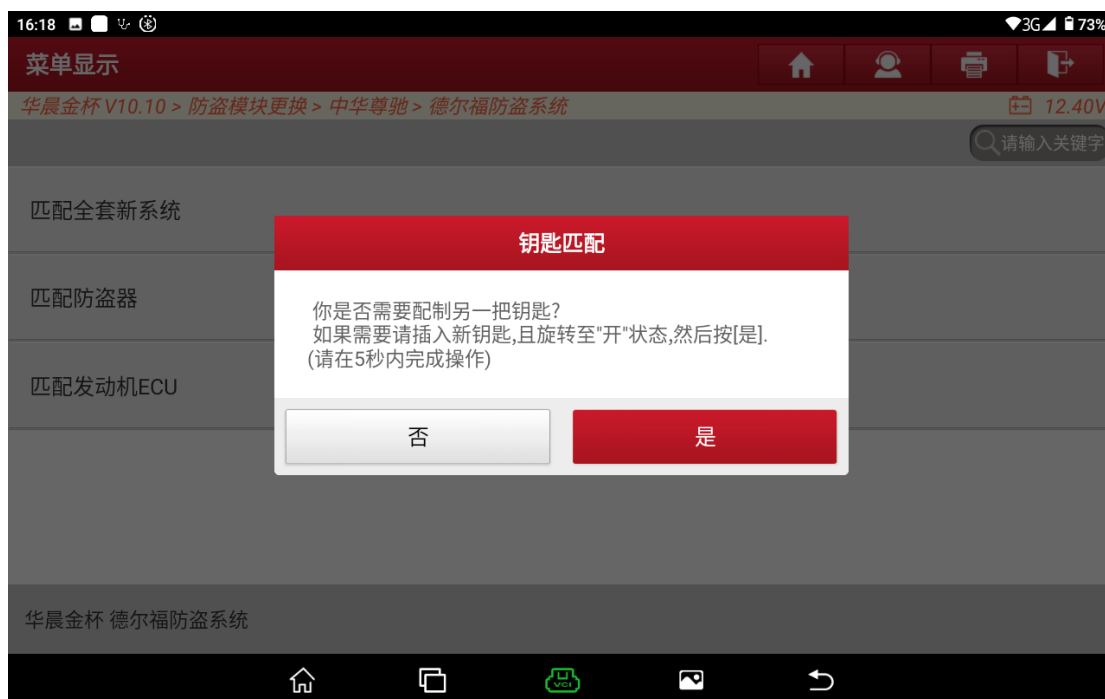 16:18
3G 73%
菜单显示
华晨金杯 V10.10 > 防盗模块更换 > 中华尊驰 > 德尔福防盗系统
12.40V
请输入关键字
匹配全套新系统
钥匙匹配
匹配防盗器
你是否需要配制另一把钥匙?
如果需要请插入新钥匙,且旋转至"开"状态,然后按[是].
(请在5秒内完成操作)
匹配发动机ECU
否
是
华晨金杯 德尔福防盗系统
VCI